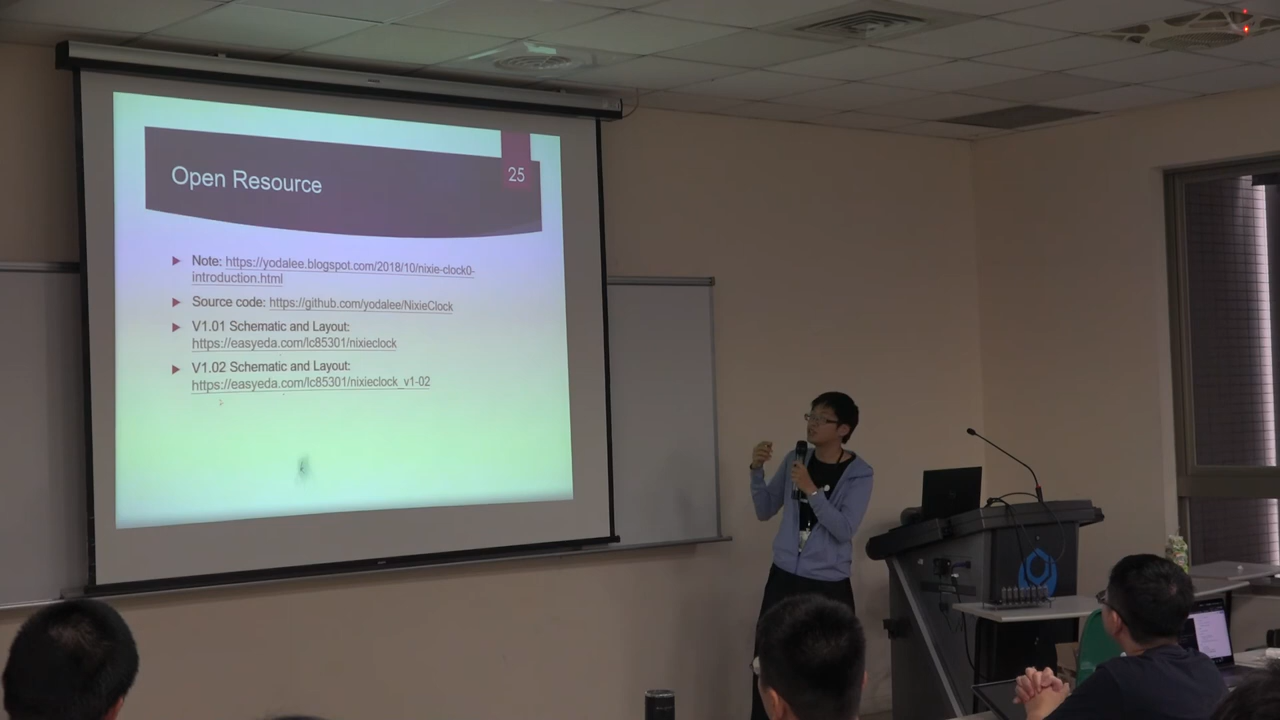 Open Resource
25
Note: https://yodalee.blogspot.com/2018/10/nixie-clock0-
introduction.html
Source code: https://github.com/yodalee/NixieClock
V1.01 Schematic and Layout:
https://easyeda.com/lc85301/nixieclock
V1.02 Schematic and Layout:
https://easyeda.com/lc85301/nixieclock_v1-02